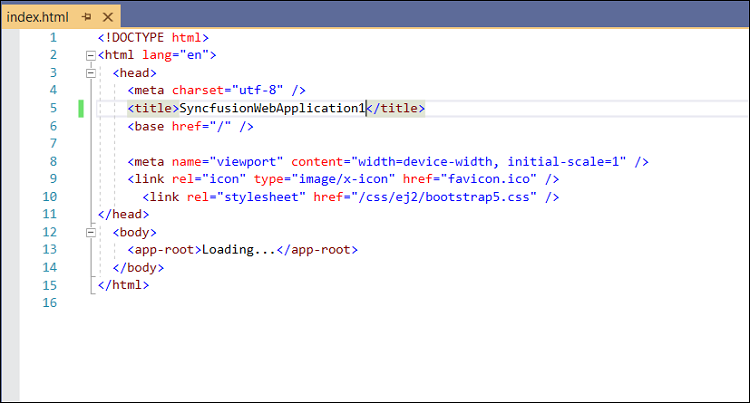 index.html
1 <!DOCTYPE html>
2 <html lang="en">
3 <head>
4 <meta charset="utf-8" />
5 <title>SyncfusionWebApplication1</title>
6 <base href="/" />
7
8 <meta name="viewport" content="width=device-width, initial-scale=1" />
9 <link rel="icon" type="image/x-icon" href="favicon.ico" />
10 <link rel="stylesheet" href="/css/ej2/bootstrap5.css" />
11 </head>
12 <body>
13 <app-root>Loading...</app-root>
14 </body>
15 </html>
16